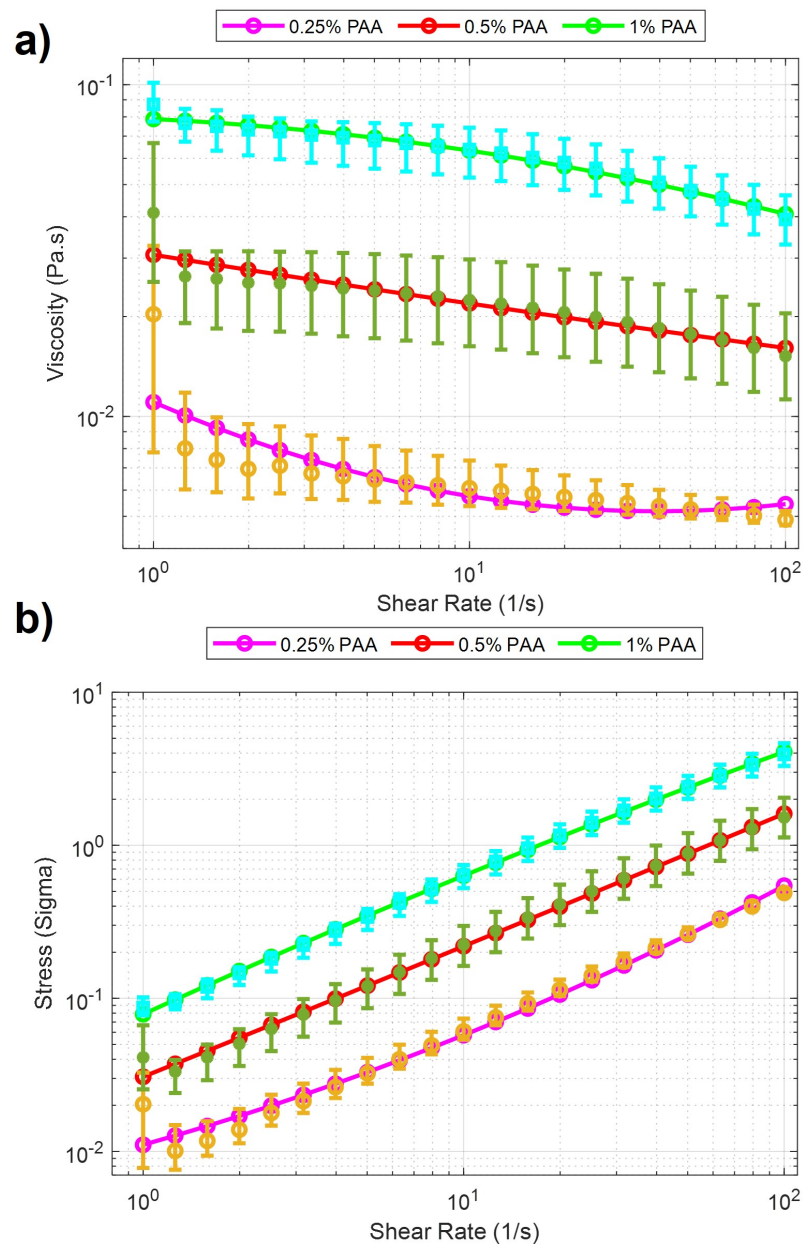 a)
0.25% PAA 0.5% PAA 1% PAA
Viscosity (Pa.s)
10^-1
10^-2
10^0 10^1 10^2
Shear Rate (1/s)
b)
0.25% PAA 0.5% PAA 1% PAA
Stress (Sigma)
10^1
10^0
10^-1
10^-2
10^0 10^1 10^2
Shear Rate (1/s)